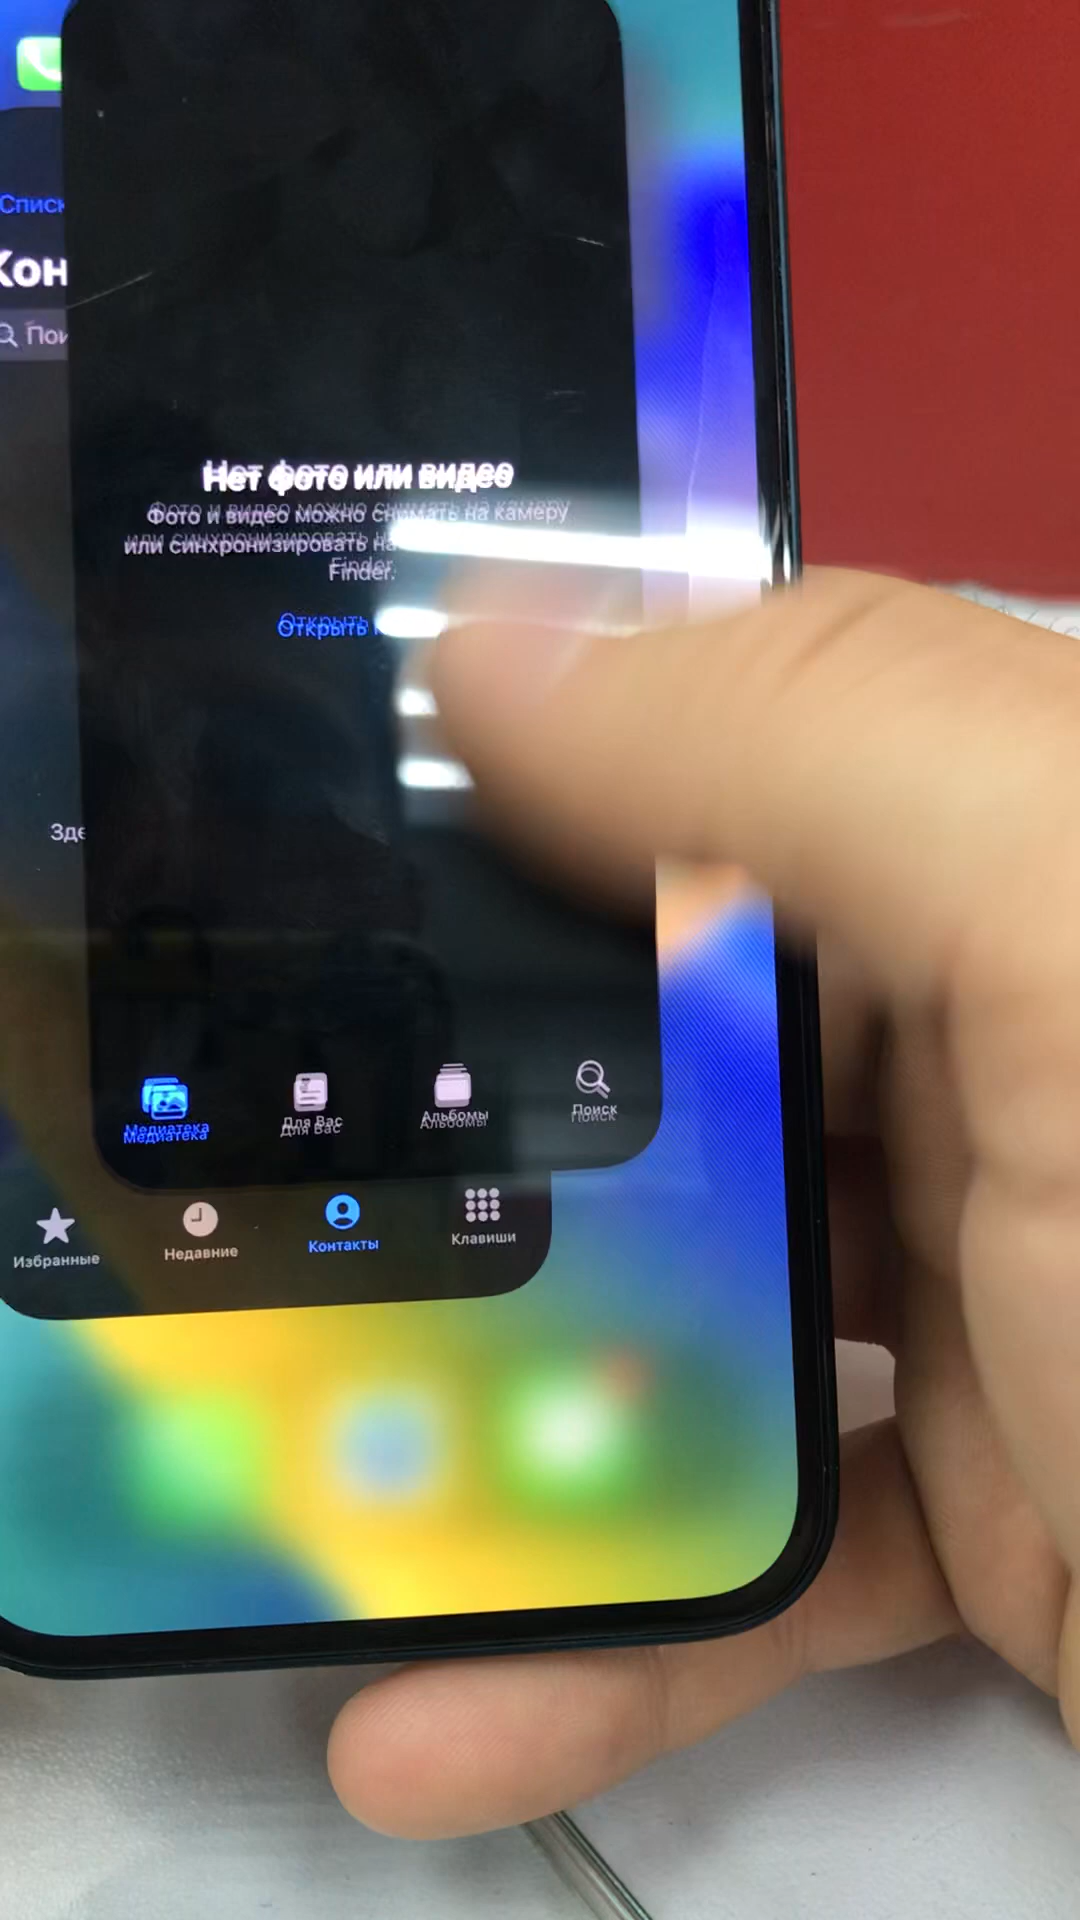 Списк
Кон
Пои
Нет фото или видео
Фото и видео можно снимать на камеру
или синхронизировать на
Finder.
Открыть
Зде
Медиатека
Для Вас
Альбомы
Поиск
Избранные
Недавние
Контакты
Клавиши